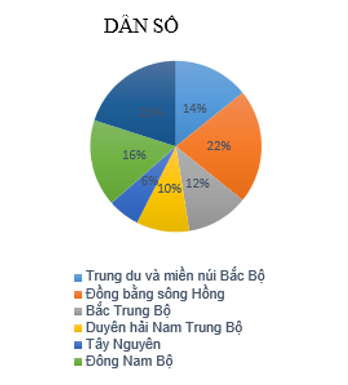 DÂN SỐ
14%
22%
12%
10%
6%
16%
Trung du và miền núi Bắc Bộ
Đồng bằng sông Hồng
Bắc Trung Bộ
Duyên hải Nam Trung Bộ
Tây Nguyên
Đông Nam Bộ